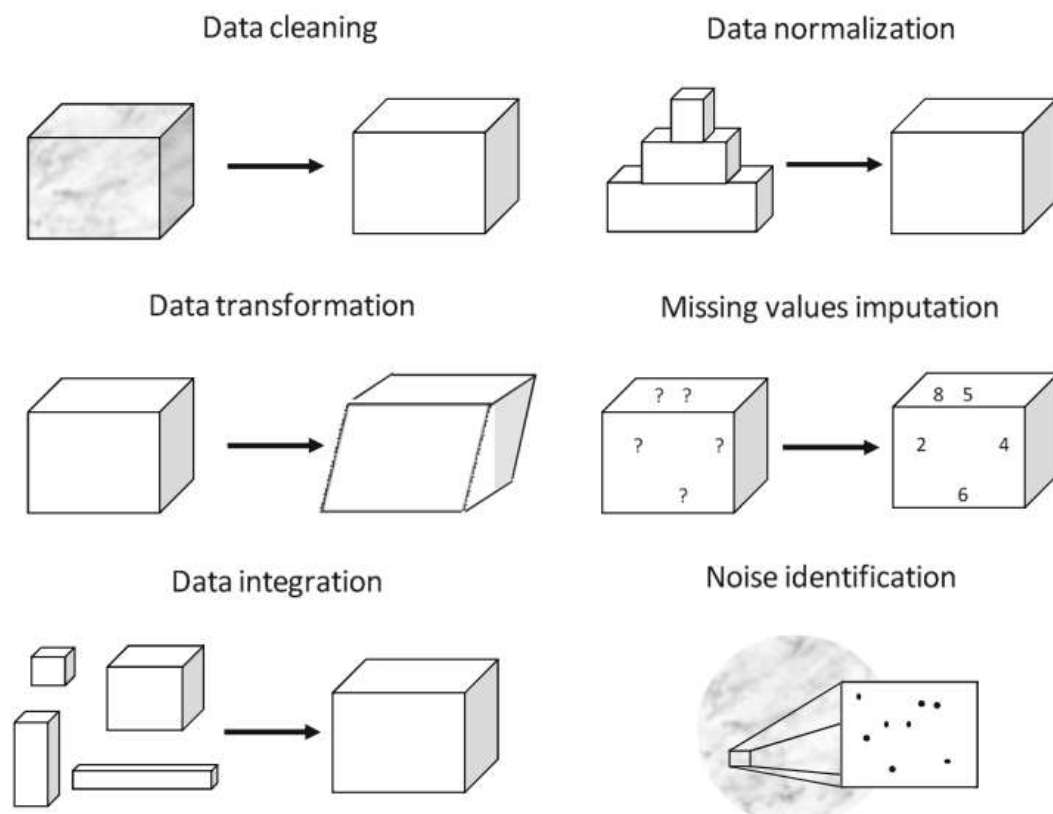 Data cleaning
Data normalization
Data transformation
Missing values imputation
? ?
? ?
?
8 5
2 4
6
Data integration
Noise identification